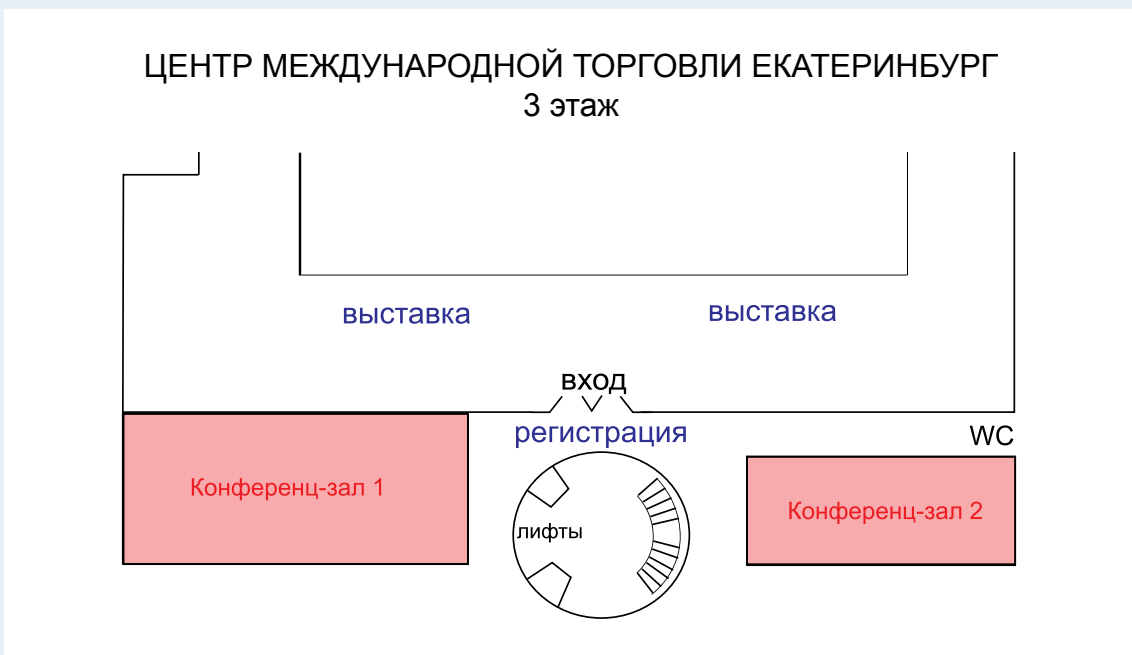 ЦЕНТР МЕЖДУНАРОДНОЙ ТОРГОВЛИ ЕКАТЕРИНБУРГ
3 этаж
выставка
выставка
вход
регистрация
WC
Конференц-зал 1
лифты
Конференц-зал 2